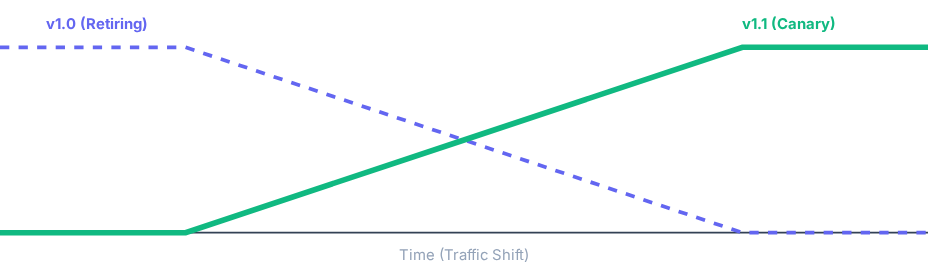 v1.0 (Retiring)
v1.1 (Canary)
Time (Traffic Shift)